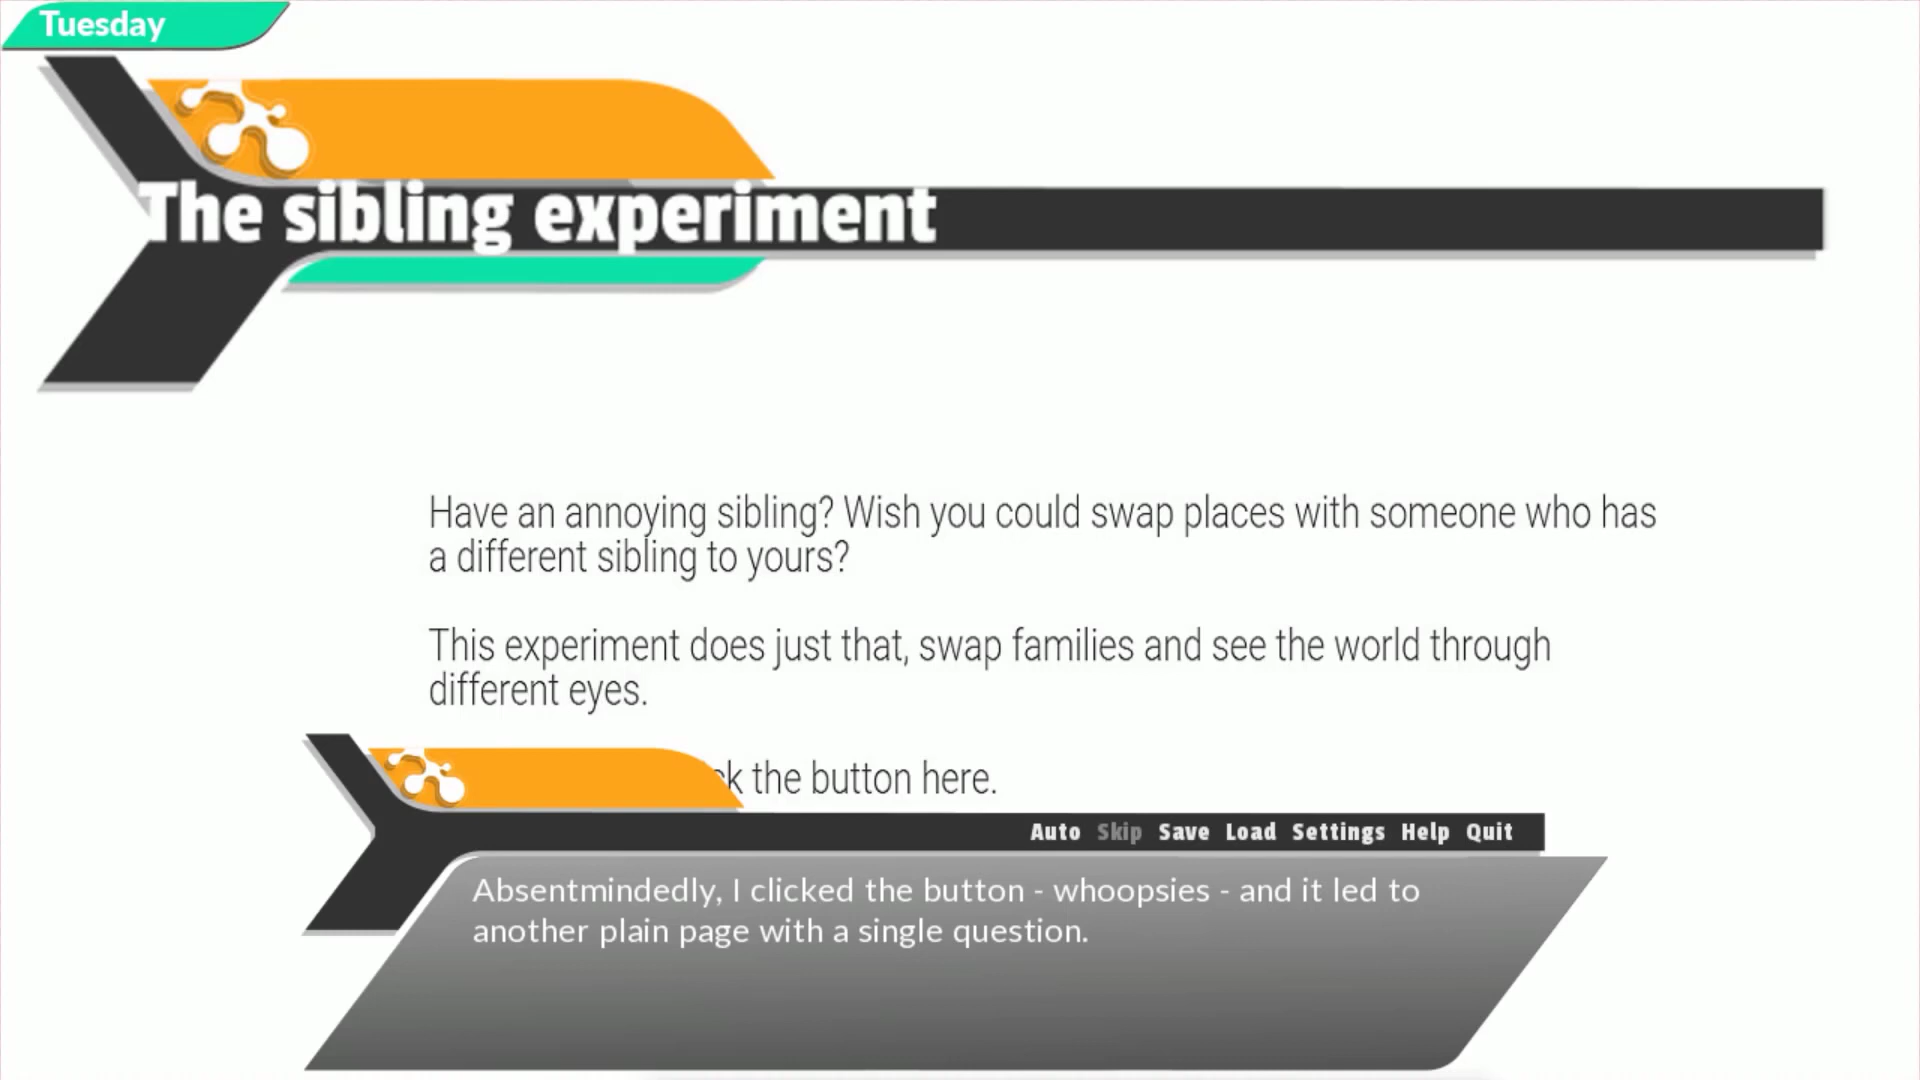 Tuesday
The sibling experiment
Have an annoying sibling? Wish you could swap places with someone who has
a different sibling to yours?
This experiment does just that, swap families and see the world through
different eyes.
the button here.
Auto Skip Save Load Settings Help Quit
Absentmindedly, I clicked the button - whoopsies - and it led to
another plain page with a single question.